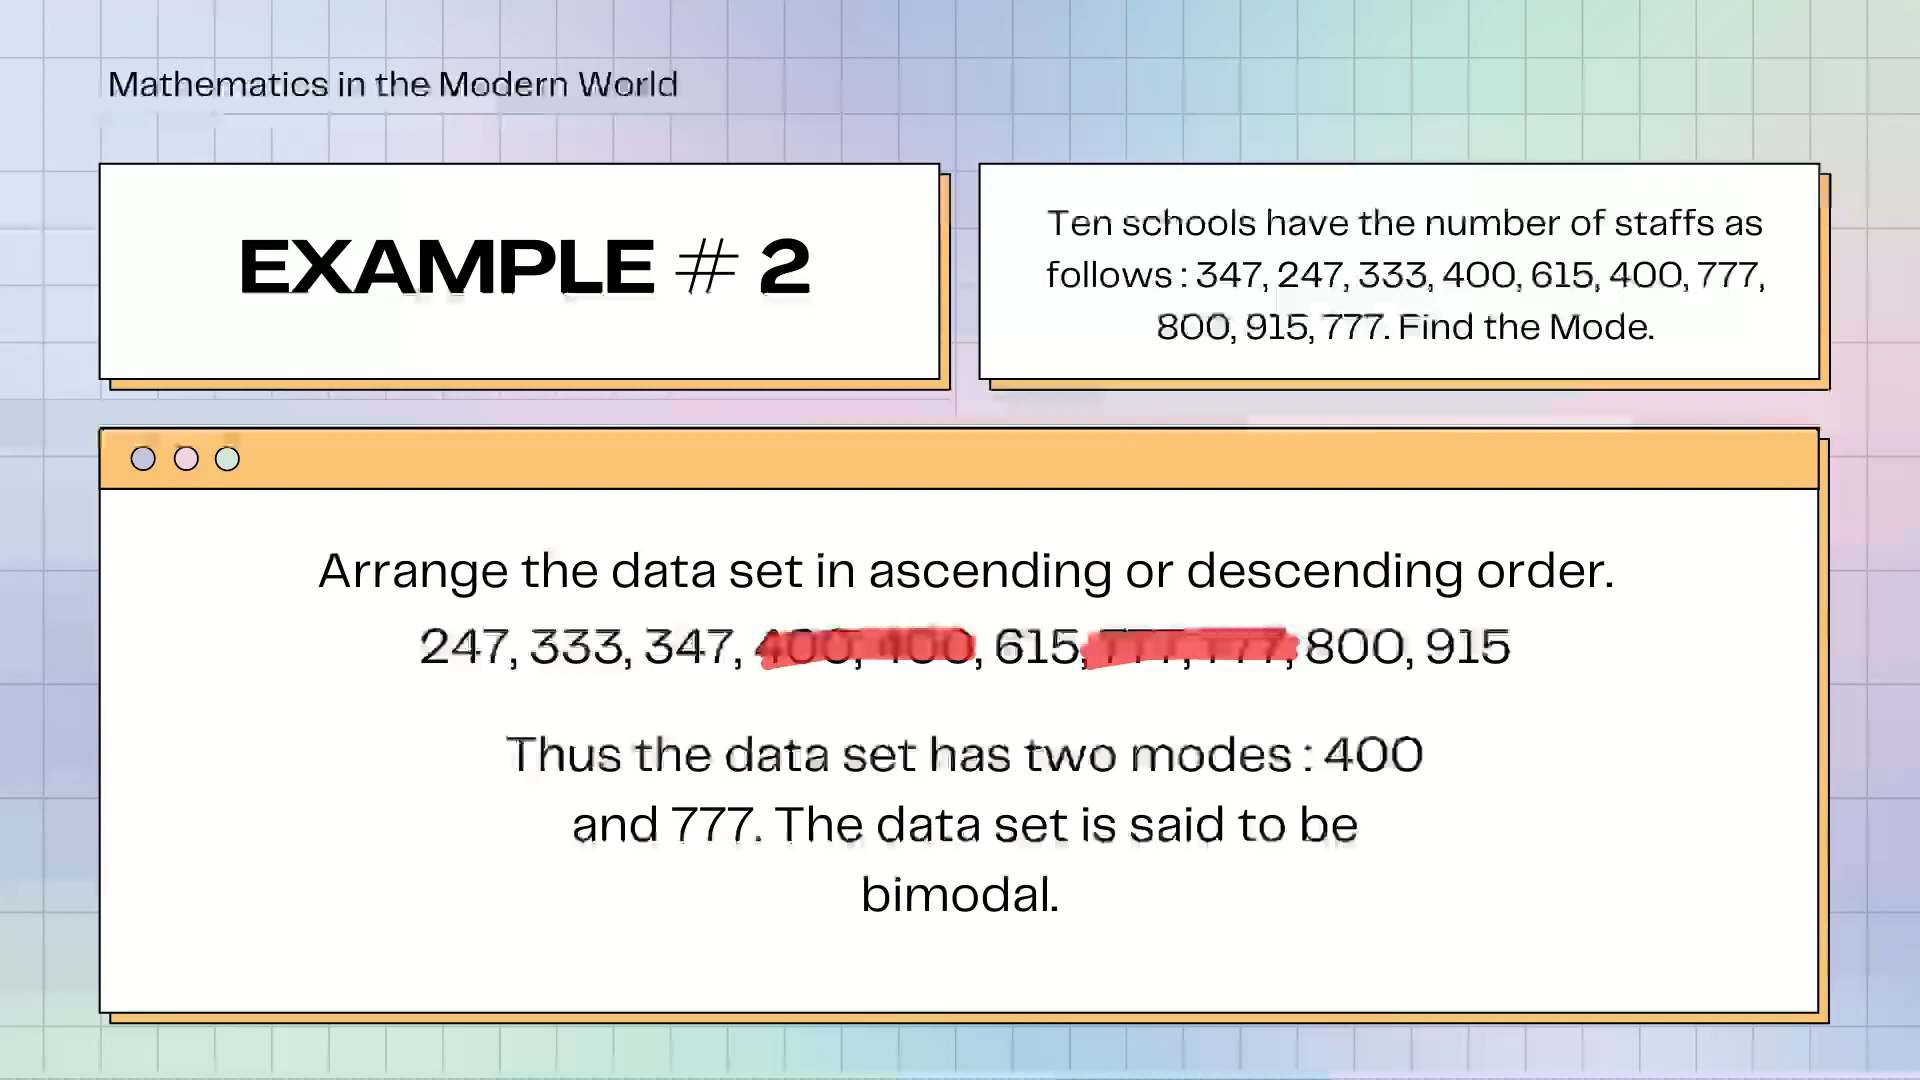 Mathematics in the Modern World
EXAMPLE # 2
Ten schools have the number of staffs as
follows : 347, 247, 333, 400, 615, 400, 777,
800, 915, 777. Find the Mode.
Arrange the data set in ascending or descending order.
247, 333, 347, 400, 400, 615, 777, 777, 800, 915
Thus the data set has two modes : 400
and 777. The data set is said to be
bimodal.